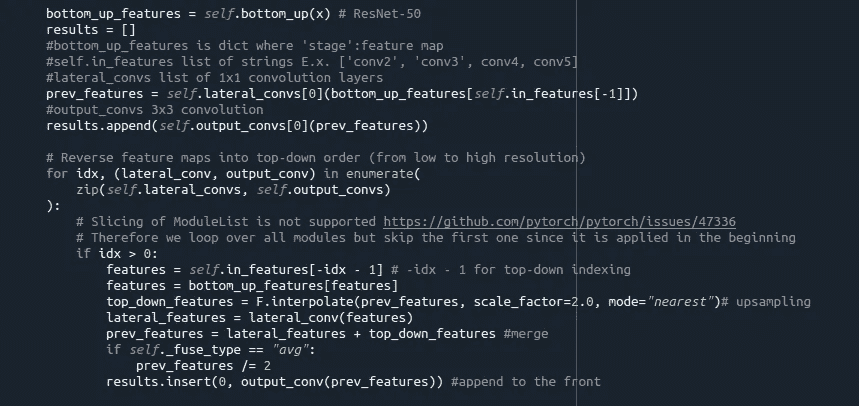 bottom_up_features = self.bottom_up(x) # ResNet-50
results = []
#bottom_up_features is dict where 'stage':feature map
#self.in_features list of strings E.x. ['conv2', 'conv3', conv4, conv5]
#lateral_convs list of 1x1 convolution layers
prev_features = self.lateral_convs[0](bottom_up_features[self.in_features[-1]])
#output_convs 3x3 convolution
results.append(self.output_convs[0](prev_features))
# Reverse feature maps into top-down order (from low to high resolution)
for idx, (lateral_conv, output_conv) in enumerate(
zip(self.lateral_convs, self.output_convs)
):
# Slicing of ModuleList is not supported https://github.com/pytorch/pytorch/issues/47336
# Therefore we loop over all modules but skip the first one since it is applied in the beginning
if idx > 0:
features = self.in_features[-idx - 1] # -idx - 1 for top-down indexing
features = bottom_up_features[features]
top_down_features = F.interpolate(prev_features, scale_factor=2.0, mode="nearest")# upsampling
lateral_features = lateral_conv(features)
prev_features = lateral_features + top_down_features #merge
if self._fuse_type == "avg":
prev_features /= 2
results.insert(0, output_conv(prev_features)) #append to the front